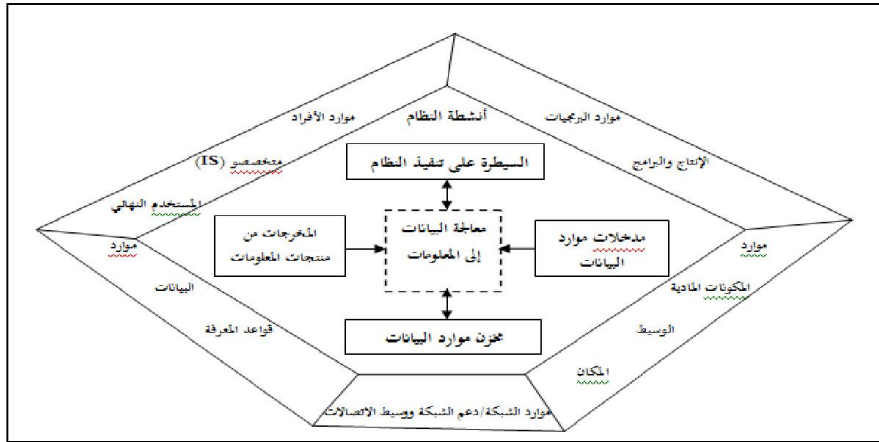 موارد الأفراد
متخصصو (IS)
المستخدم النهائي
أنشطة النظام
موارد البرمجيات
الإنتاج والبرامج
السيطرة على تنفيذ النظام
معالجة البيانات
إلى المعلومات
مدخلات موارد
البيانات
المخرجات من
منتجات المعلومات
مخزن موارد البيانات
موارد
المكونات المادية
الوسيط
المكان
موارد
البيانات
قواعد المعرفة
موارد الشبكة/دعم الشبكة ووسيط الاتصالات